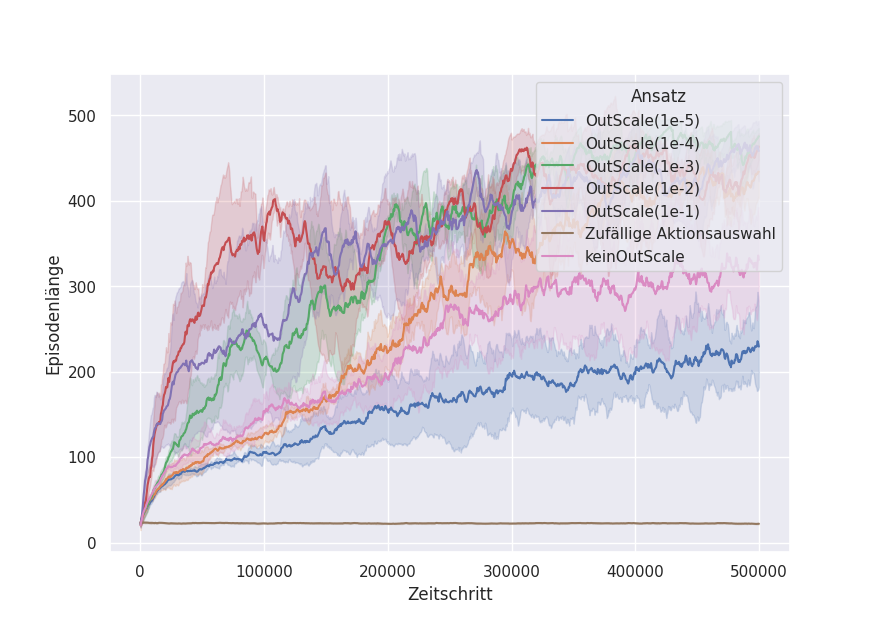 500
400
300
200
100
0
Episodenlänge
Ansatz
OutScale(1e-5)
OutScale(1e-4)
OutScale(1e-3)
OutScale(1e-2)
OutScale(1e-1)
Zufällige Aktionsauswahl
keinOutScale
0 100000 200000 300000 400000 500000
Zeitschritt